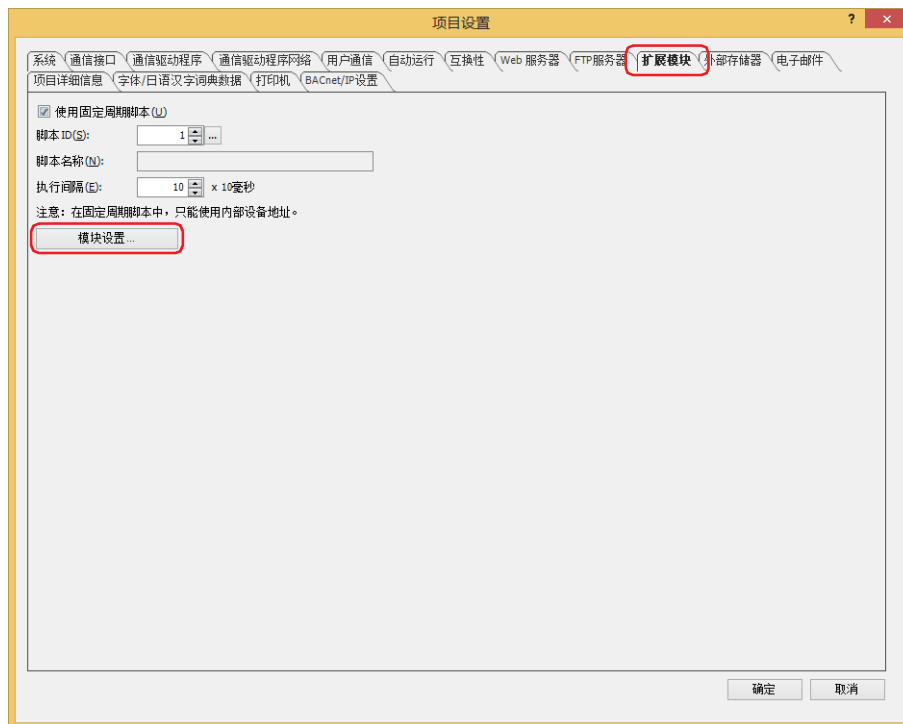 项目设置
?
×
系统 通信接口 通信驱动程序 通信驱动程序网络 用户通信 自动运行 互换性 Web 服务器 FTP服务器 扩展模块 外部存储器 电子邮件
项目详细信息 字体/日语汉字词典数据 打印机 BACnet/IP设置
使用固定周期脚本(U)
脚本 ID(S): 1 ...
脚本名称(N):
执行间隔(E): 10 x 10毫秒
注意：在固定周期脚本中，只能使用内部设备地址。
模块设置...
确定 取消